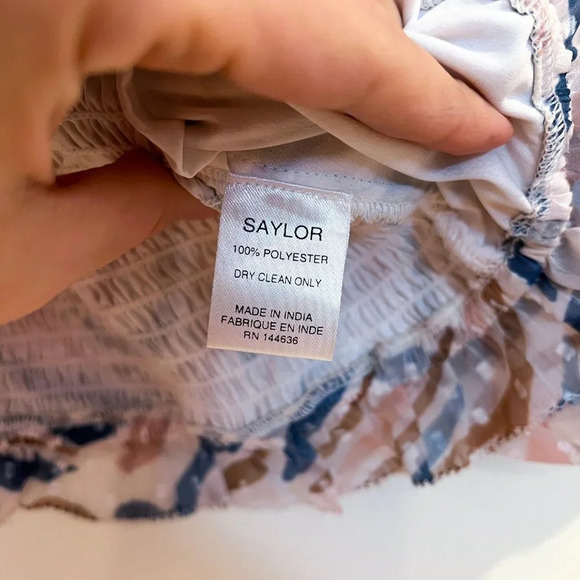 SAYLOR
100% POLYESTER
DRY CLEAN ONLY
MADE IN INDIA
FABRIQUE EN INDE
RN 144636